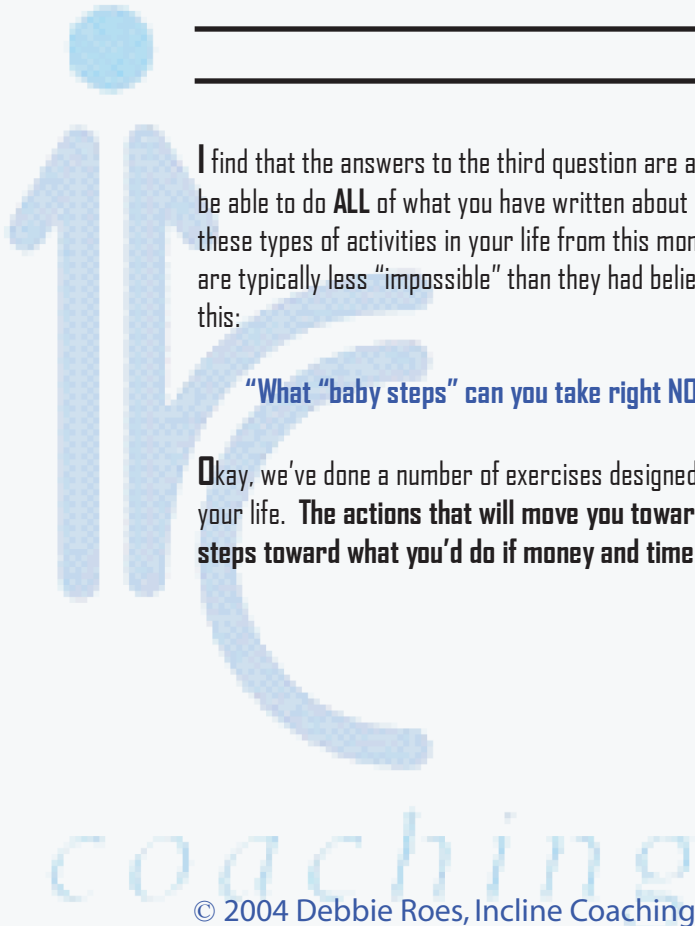 I find that the answers to the third question are a
be able to do ALL of what you have written about
these types of activities in your life from this mom
are typically less “impossible” than they had belie
this:
“What “baby steps” can you take right NO
Okay, we’ve done a number of exercises designed
your life. The actions that will move you towar
steps toward what you’d do if money and time
coaching
© 2004 Debbie Roes, Incline Coaching